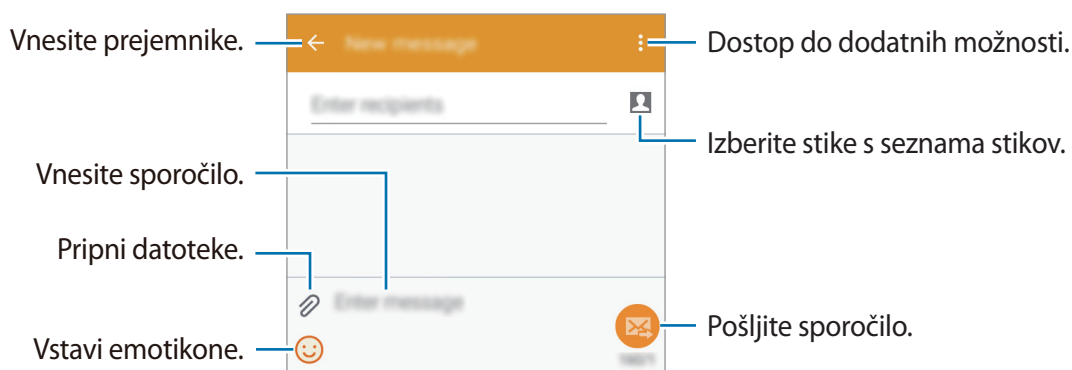 Vnesite prejemnike.
New message
Dostop do dodatnih možnosti.
Enter recipients
Izberite stike s seznama stikov.
Vnesite sporočilo.
Pripni datoteke.
Enter message
Pošljite sporočilo.
Vstavi emotikone.